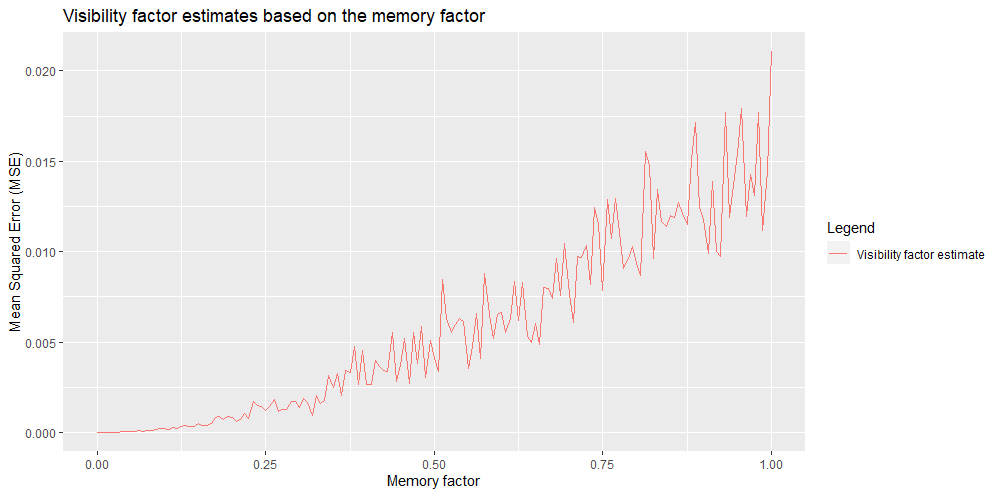 Visibility factor estimates based on the memory factor
Mean Squared Error (MSE)
0.020
0.015
0.010
0.005
0.000
0.00 0.25 0.50 0.75 1.00
Memory factor
Legend
Visibility factor estimate